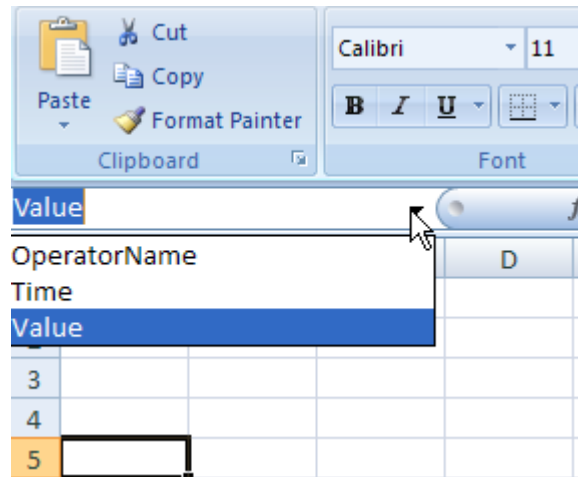 Cut
Copy
Paste
Format Painter
Clipboard
Calibri
11
B I U
Font
Value
OperatorName
Time
Value
D
3
4
5